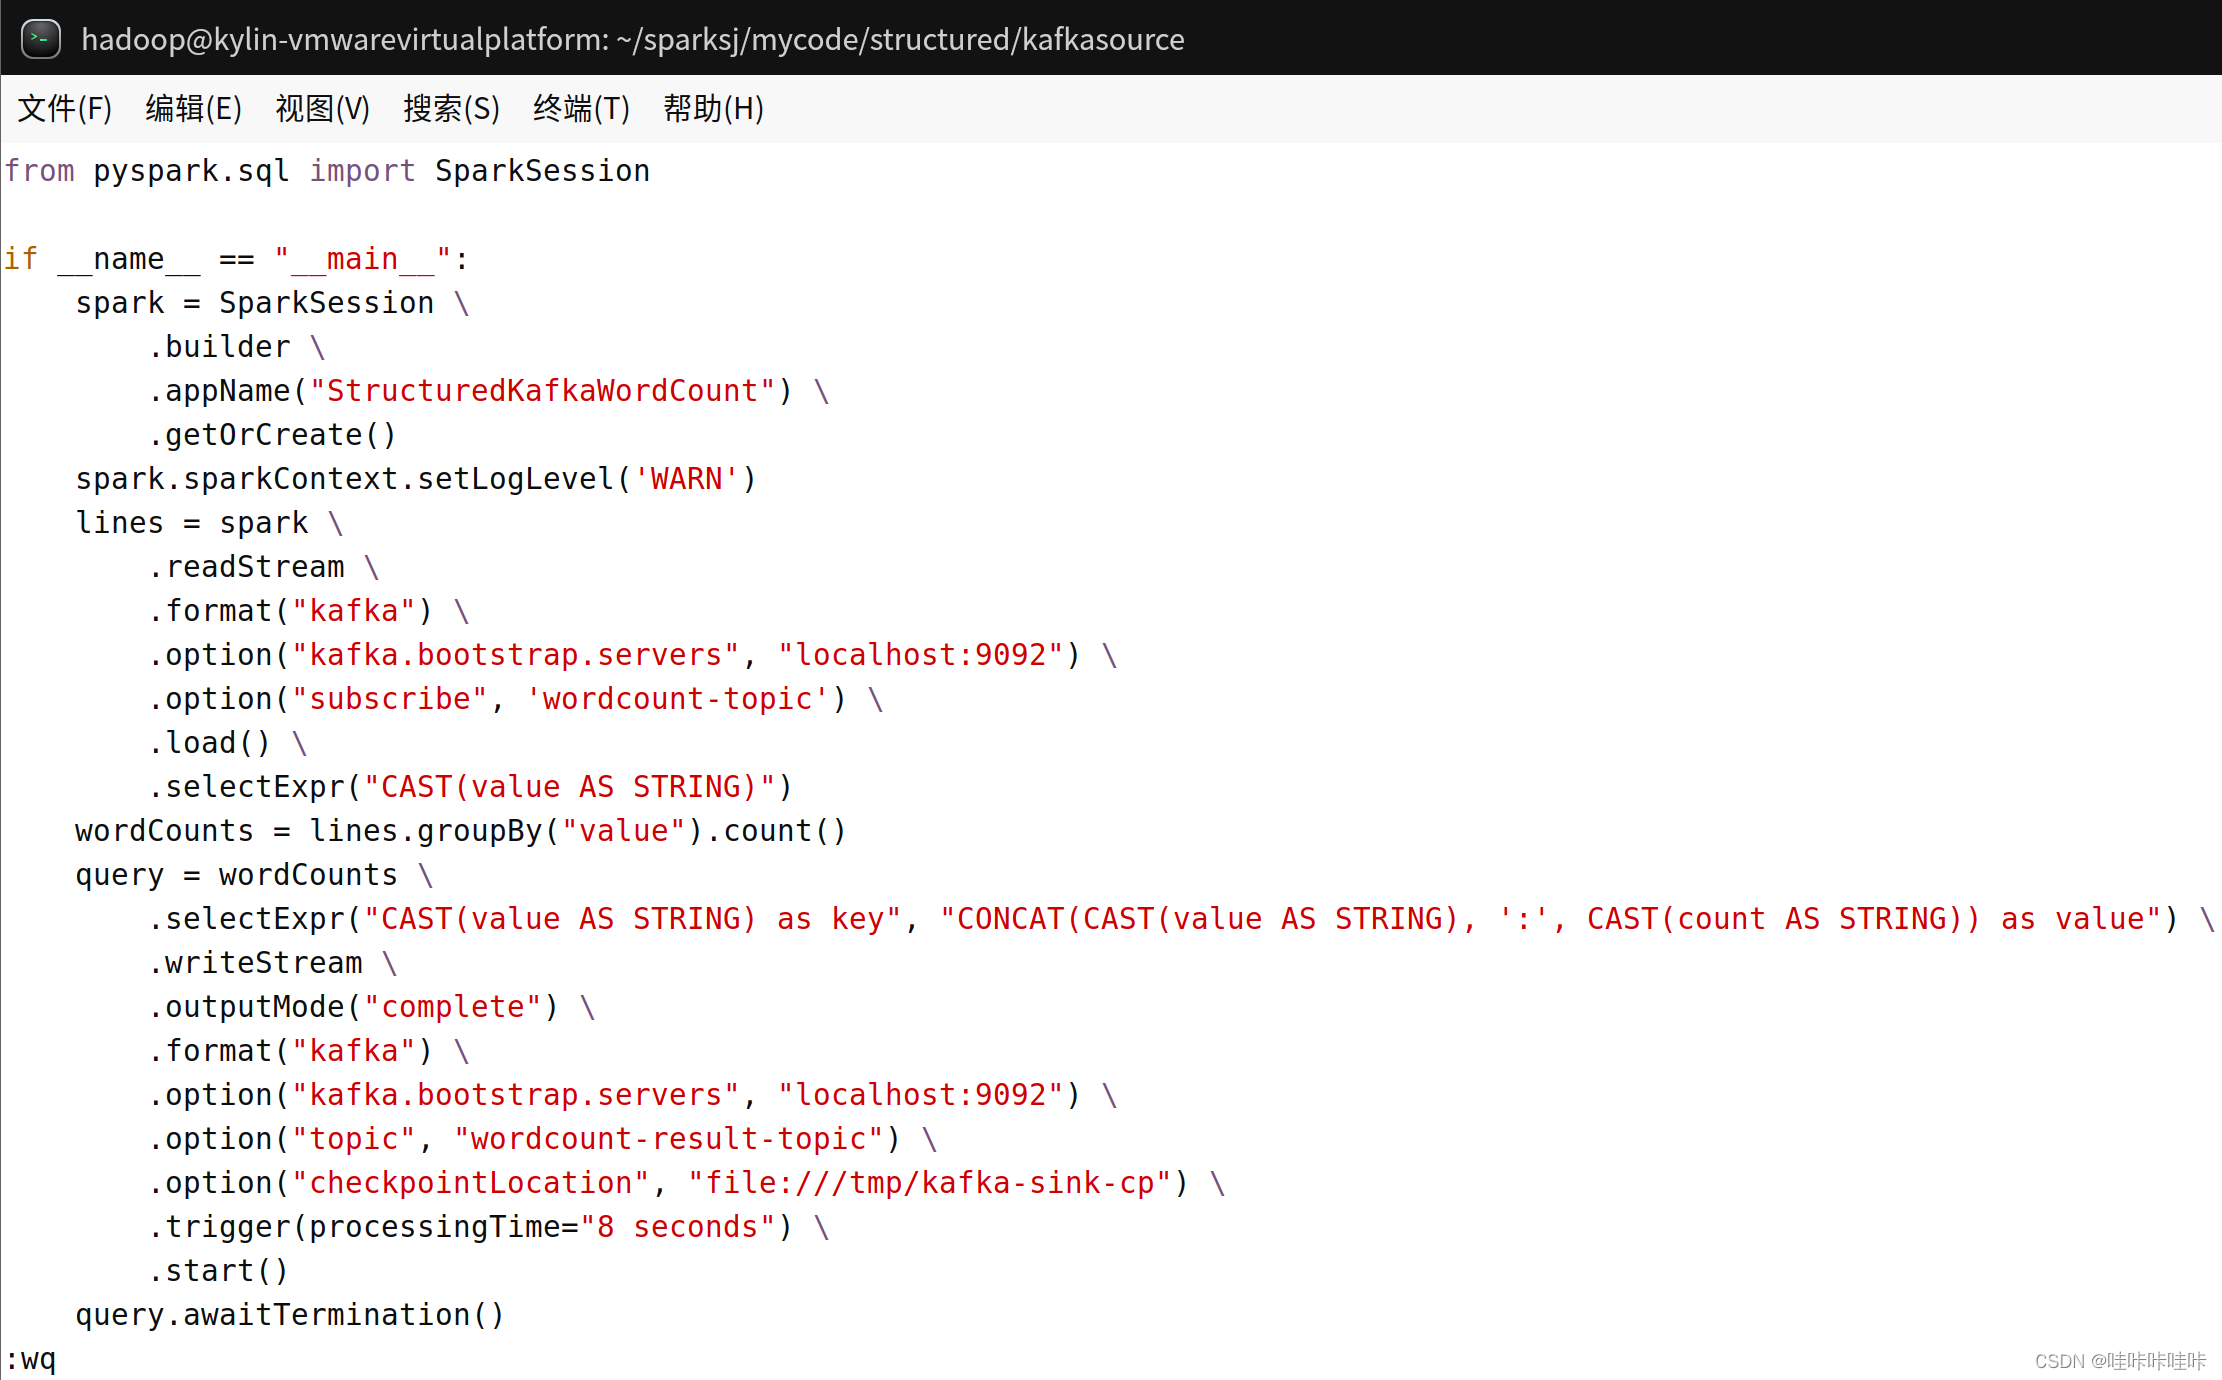 hadoop@kylin-vmwarevirtualplatform: ~/sparksj/mycode/structured/kafkasource
文件(F) 编辑(E) 视图(V) 搜索(S) 终端(T) 帮助(H)
from pyspark.sql import SparkSession

if __name__ == "__main__":
    spark = SparkSession \
        .builder \
        .appName("StructuredKafkaWordCount") \
        .getOrCreate()
    spark.sparkContext.setLogLevel('WARN')
    lines = spark \
        .readStream \
        .format("kafka") \
        .option("kafka.bootstrap.servers", "localhost:9092") \
        .option("subscribe", 'wordcount-topic') \
        .load() \
        .selectExpr("CAST(value AS STRING)")
    wordCounts = lines.groupBy("value").count()
    query = wordCounts \
        .selectExpr("CAST(value AS STRING) as key", "CONCAT(CAST(value AS STRING), ':', CAST(count AS STRING)) as value") \
        .writeStream \
        .outputMode("complete") \
        .format("kafka") \
        .option("kafka.bootstrap.servers", "localhost:9092") \
        .option("topic", "wordcount-result-topic") \
        .option("checkpointLocation", "file:///tmp/kafka-sink-cp") \
        .trigger(processingTime="8 seconds") \
        .start()
    query.awaitTermination()
:wq
CSDN @哇咔咔哇咔